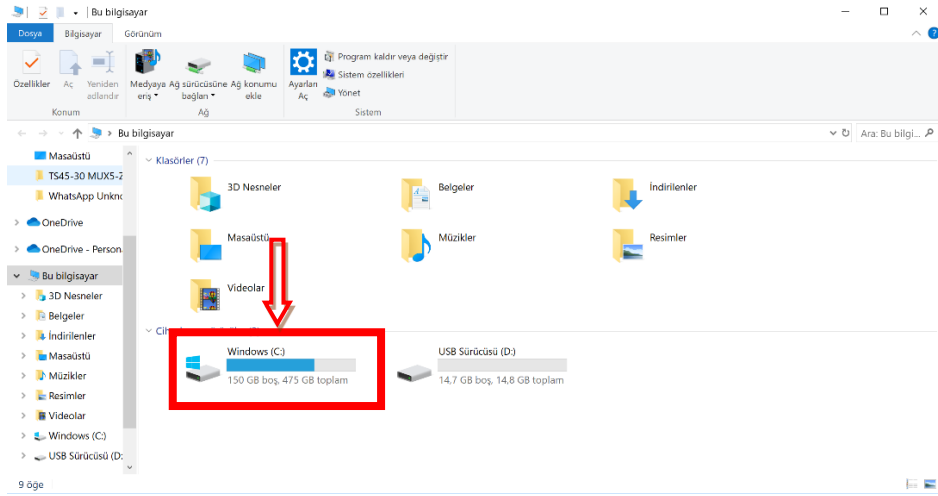 Bu bilgisayar
Dosya
Bilgisayar
Görünüm
Özellikler
Aç
Yeniden
adlandır
Medyaya
eriş
Ağ sürücüsüne
bağlan
Ağ konumu
ekle
Ayarları
Aç
Program kaldır veya değiştir
Sistem özellikleri
Yönet
Konum
Ağ
Sistem
Bu bilgisayar
Ara: Bu bilgi...
Masaüstü
TS45-30 MUX5-Z
WhatsApp Unkno
OneDrive
OneDrive - Person
Bu bilgisayar
3D Nesneler
Belgeler
İndirilenler
Masaüstü
Müzikler
Resimler
Videolar
Windows (C:)
USB Sürücüsü (D:
Klasörler (7)
3D Nesneler
Belgeler
İndirilenler
Masaüstü
Müzikler
Resimler
Videolar
Windows (C:)
150 GB boş, 475 GB toplam
USB Sürücüsü (D:)
14,7 GB boş, 14,8 GB toplam
9 öğe